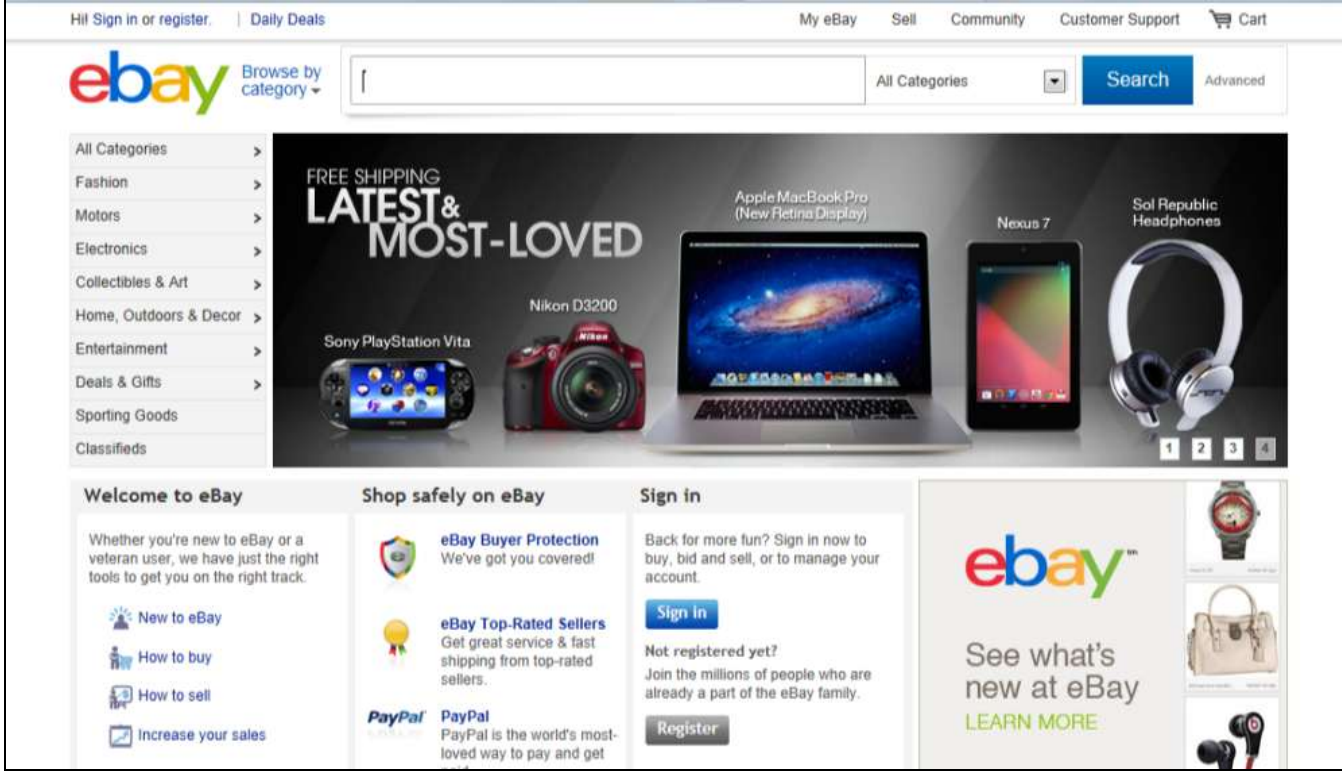 Hi! Sign in or register. | Daily Deals
My eBay Sell Community Customer Support Cart
ebay
Browse by
category
All Categories
Search
Advanced
All Categories
Fashion
Motors
Electronics
Collectibles & Art
Home, Outdoors & Decor
Entertainment
Deals & Gifts
Sporting Goods
Classifieds
FREE SHIPPING
LATEST &
MOST-LOVED
Sony PlayStation Vita
Nikon D3200
Nikon
Apple MacBook Pro
(New Retina Display)
Nexus 7
Sol Republic
Headphones
1 2 3 4
Welcome to eBay
Whether you're new to eBay or a
veteran user, we have just the right
tools to get you on the right track.
New to eBay
How to buy
How to sell
Increase your sales
Shop safely on eBay
eBay Buyer Protection
We've got you covered!
eBay Top-Rated Sellers
Get great service & fast
shipping from top-rated
sellers.
PayPal
PayPal
PayPal is the world's most-
loved way to pay and get
Sign in
Back for more fun? Sign in now to
buy, bid and sell, or to manage your
account.
Sign in
Not registered yet?
Join the millions of people who are
already a part of the eBay family.
Register
ebay™
See what's
new at eBay
LEARN MORE